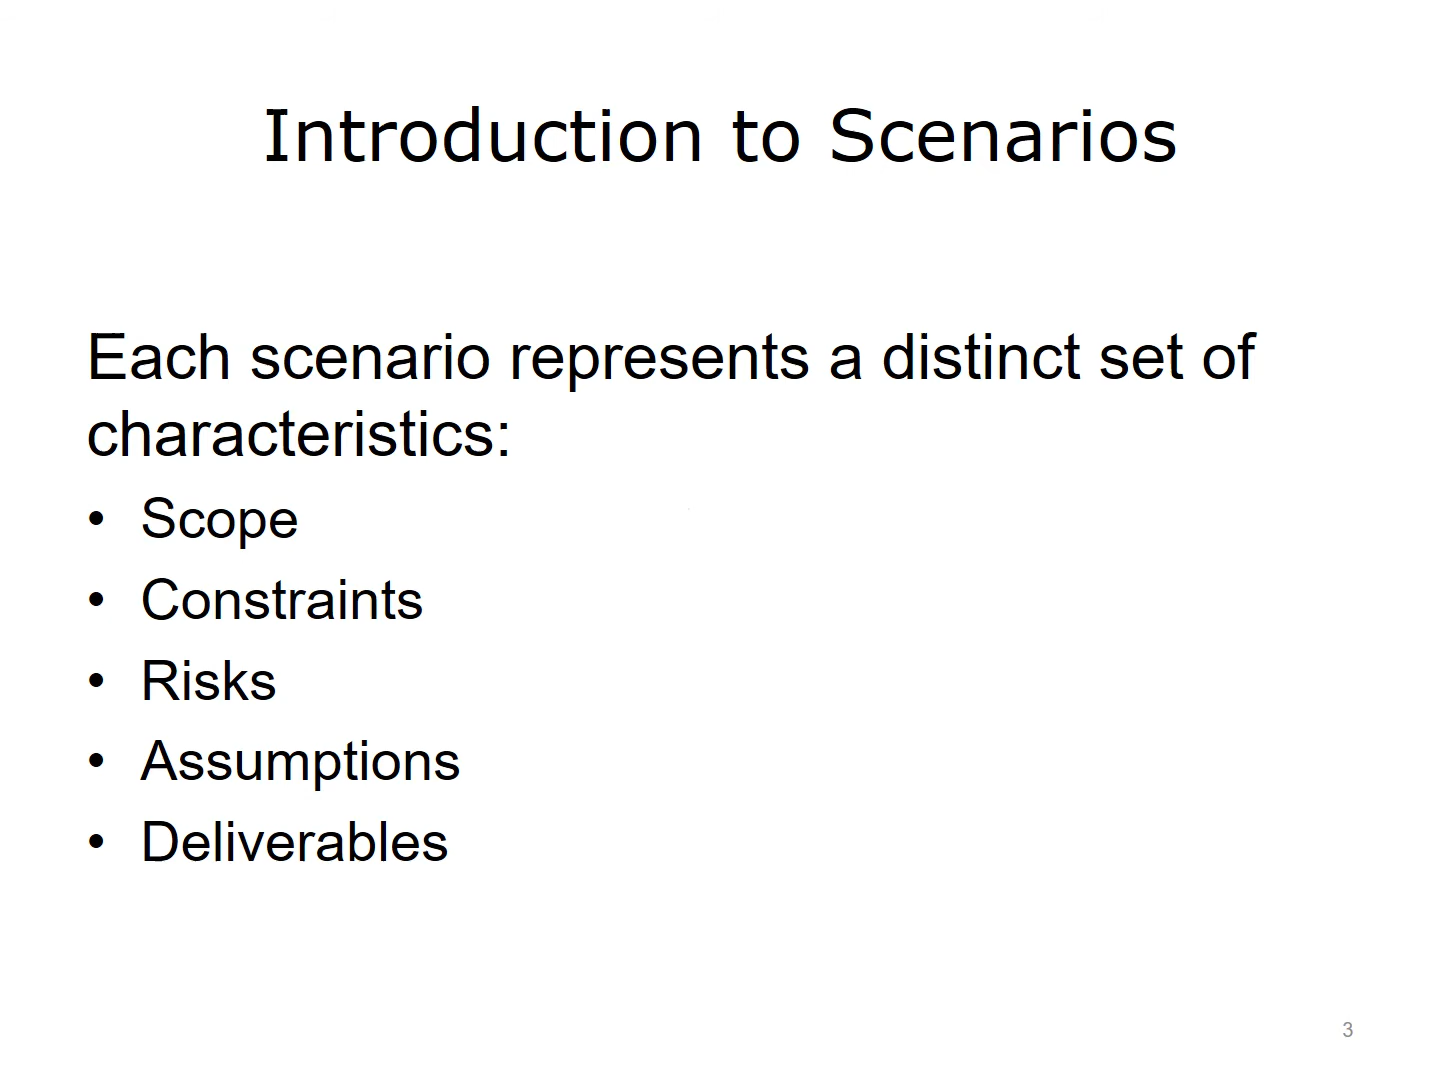 Introduction to Scenarios
Each scenario represents a distinct set of
characteristics:
• Scope
• Constraints
• Risks
• Assumptions
• Deliverables
3